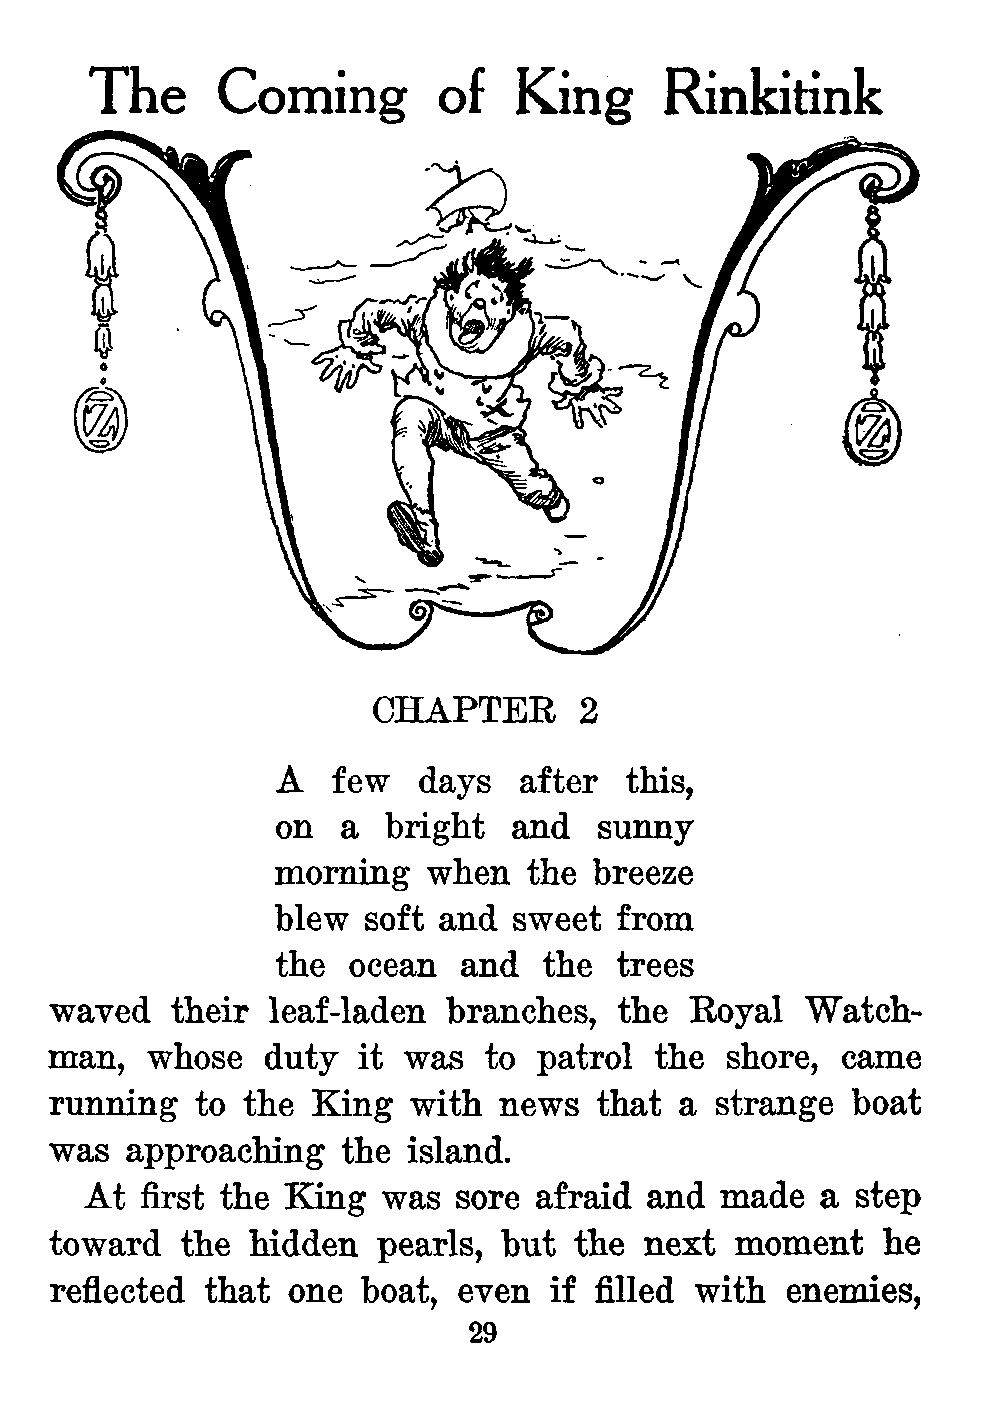 The Coming of King Rinkitink
CHAPTER 2
A few days after this,
on a bright and sunny
morning when the breeze
blew soft and sweet from
the ocean and the trees
waved their leaf-laden branches, the Royal Watch-
man, whose duty it was to patrol the shore, came
running to the King with news that a strange boat
was approaching the island.
At first the King was sore afraid and made a step
toward the hidden pearls, but the next moment he
reflected that one boat, even if filled with enemies,
29